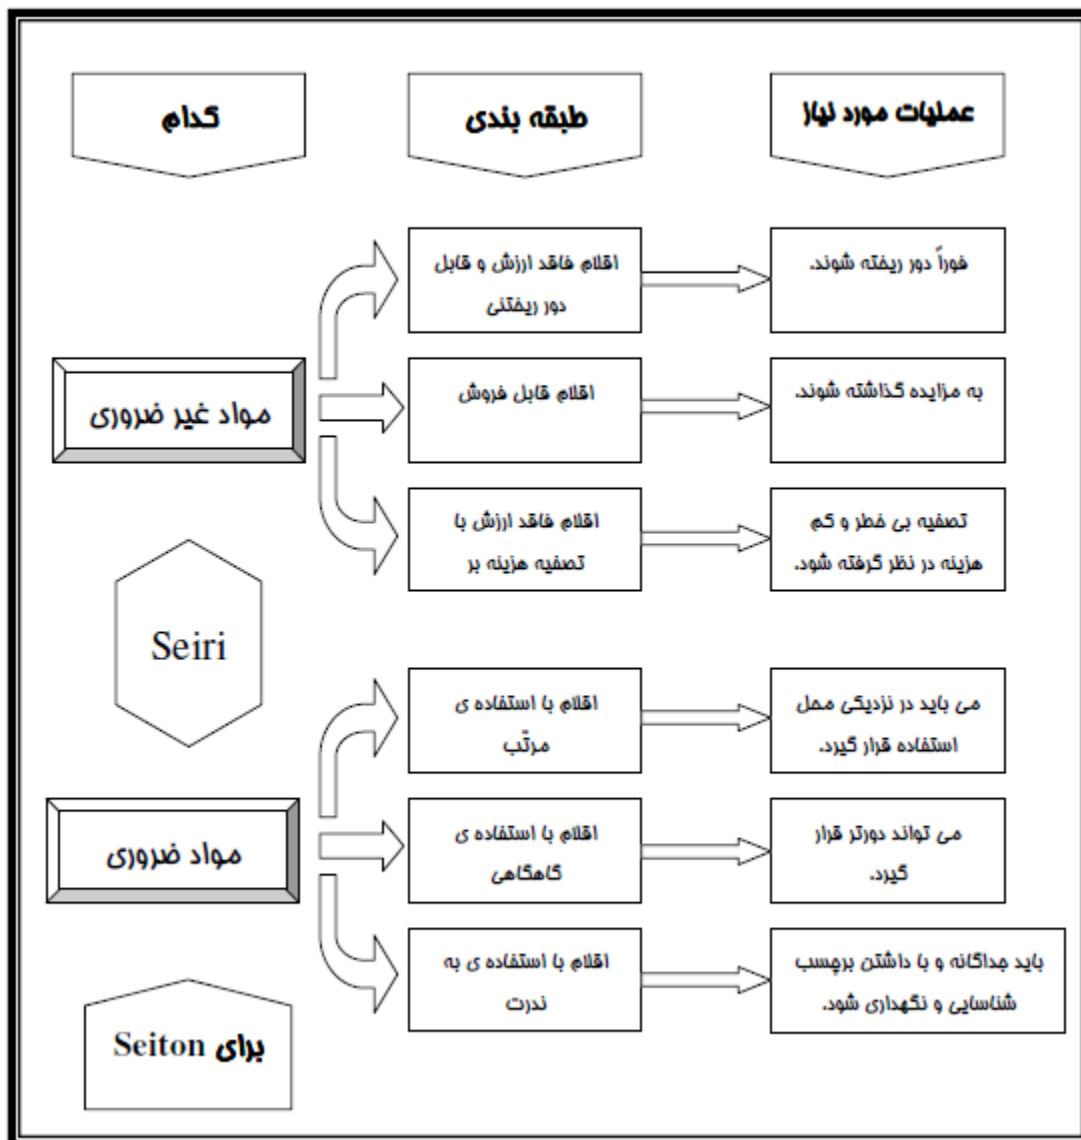 کدام
طبقه بندی
عملیات مورد نیاز
مواد غیر ضروری
اقلام فاقد ارزش و قابل
دور ریختنی
فوراً دور ریخته شوند.
اقلام قابل فروش
به مزایده گذاشته شوند.
اقلام فاقد ارزش با
تصفیه هزینه بر
تصفیه بی خطر و کم
هزینه در نظر گرفته شود.
Seiri
مواد ضروری
اقلام با استفاده ی
مرتّب
می باید در نزدیکی محل
استفاده قرار گیرد.
اقلام با استفاده ی
گاهگاهی
می تواند دورتر قرار
گیرد.
اقلام با استفاده ی به
ندرت
باید جداگانه و با داشتن برچسب
شناسایی و نگهداری شود.
برای Seiton